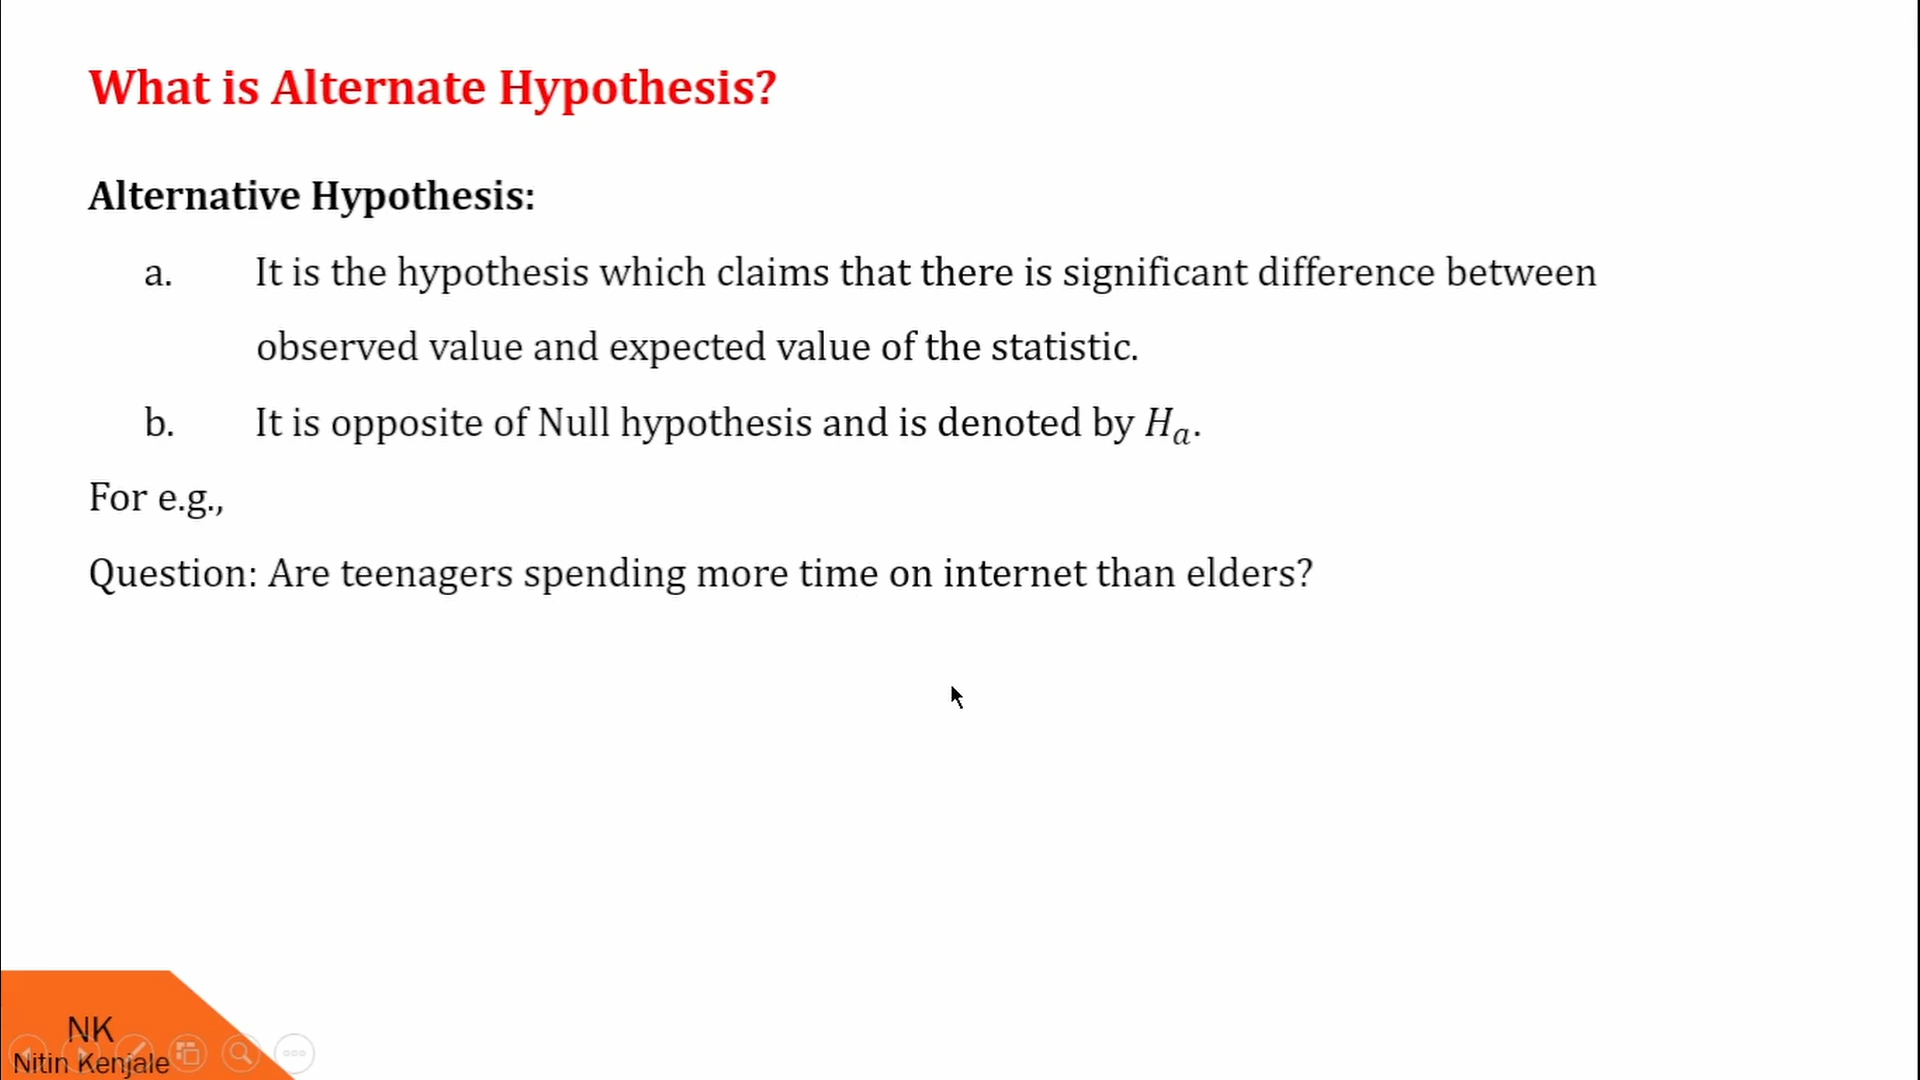 What is Alternate Hypothesis?
Alternative Hypothesis:
a. It is the hypothesis which claims that there is significant difference between
observed value and expected value of the statistic.
b. It is opposite of Null hypothesis and is denoted by Hₐ.
For e.g.,
Question: Are teenagers spending more time on internet than elders?
NK
Nitin Kenjale